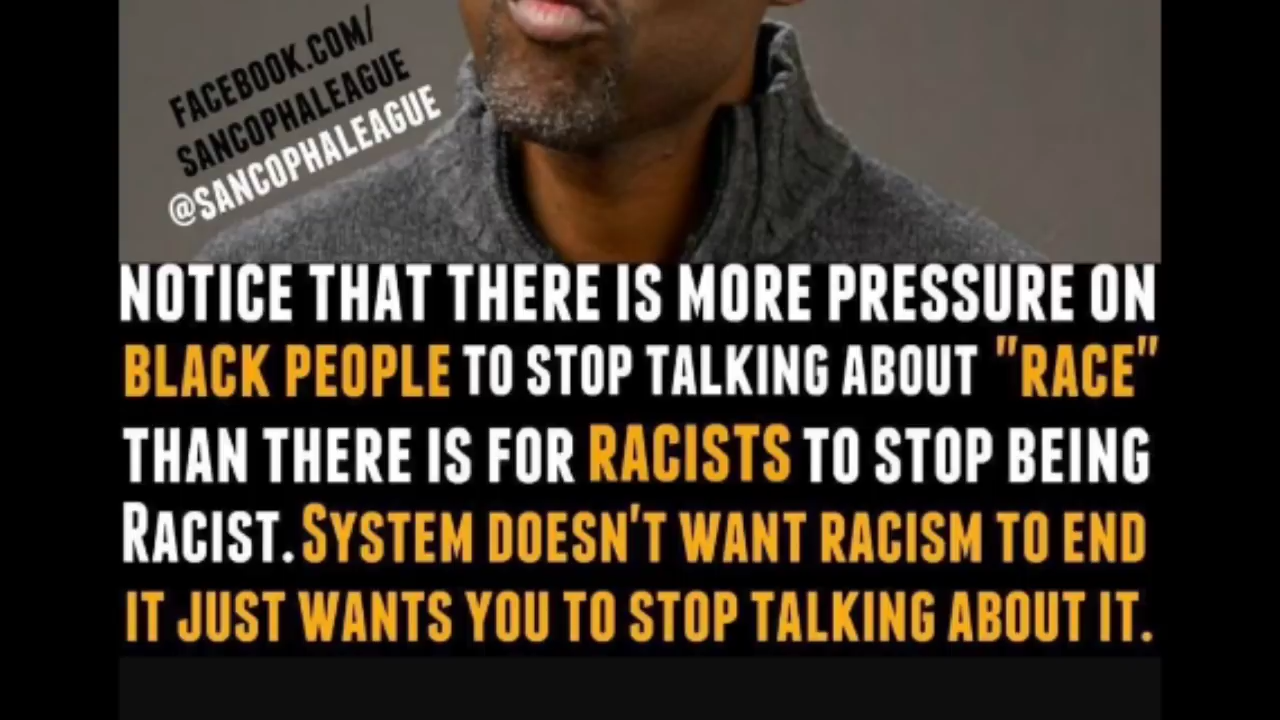 FACEBOOK.COM/
SANCOPHALEAGUE
@SANCOPHALEAGUE
NOTICE THAT THERE IS MORE PRESSURE ON
BLACK PEOPLE TO STOP TALKING ABOUT "RACE"
THAN THERE IS FOR RACISTS TO STOP BEING
RACIST. SYSTEM DOESN'T WANT RACISM TO END
IT JUST WANTS YOU TO STOP TALKING ABOUT IT.